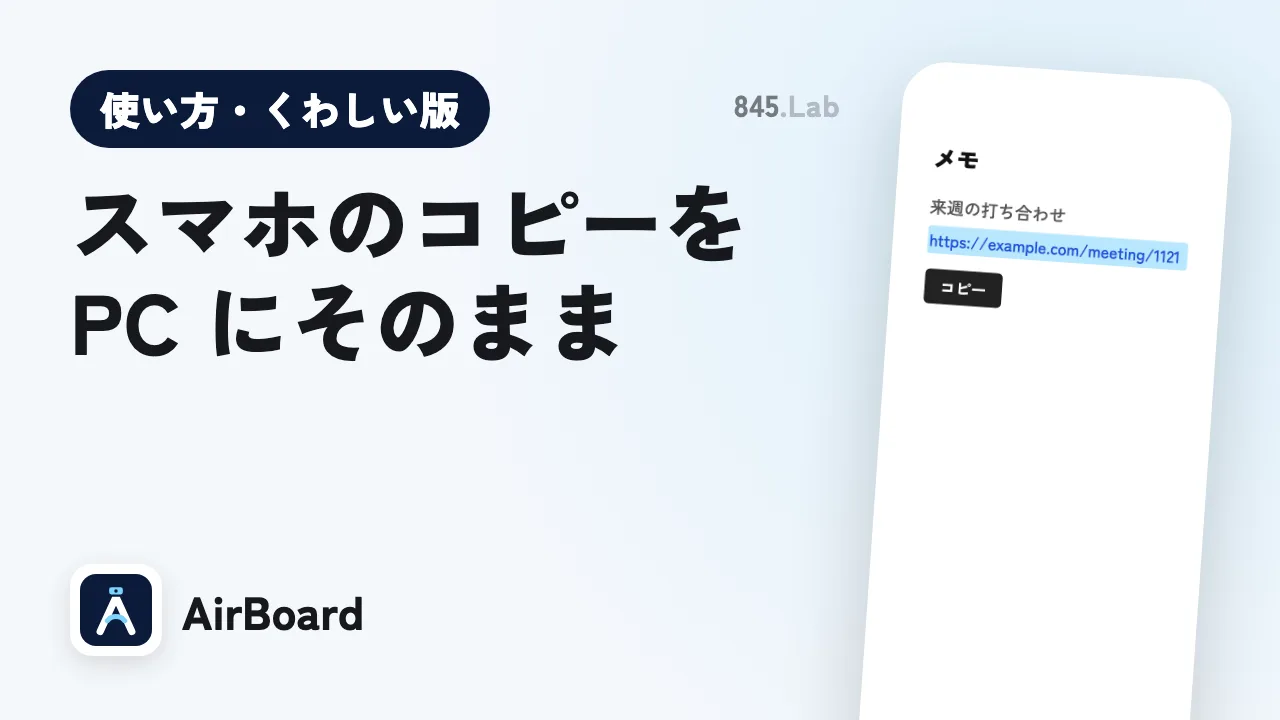 使い方・くわしい版
845.Lab
スマホのコピーを
PC にそのまま
AirBoard
メモ
来週の打ち合わせ
https://example.com/meeting/1121
コピー